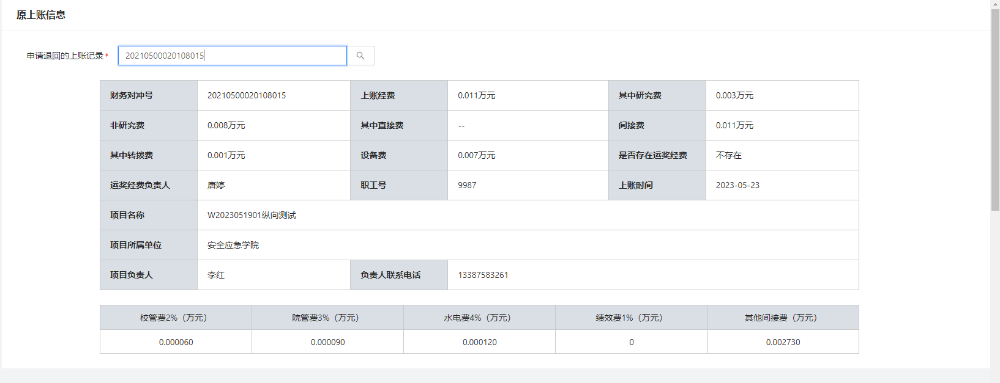 原上账信息
申请退回的上账记录* 20210500020108015
财务对冲号 20210500020108015 上账经费 0.011万元 其中研究费 0.003万元
非研究费 0.008万元 其中直接费 -- 间接费 0.011万元
其中转拨费 0.001万元 设备费 0.007万元 是否存在运奖经费 不存在
运奖经费负责人 唐婷 职工号 9987 上账时间 2023-05-23
项目名称 W2023051901纵向测试
项目所属单位 安全应急学院
项目负责人 李红 负责人联系电话 13387583261
校管费2%（万元） 院管费3%（万元） 水电费4%（万元） 绩效费1%（万元） 其他间接费（万元）
0.000060 0.000090 0.000120 0 0.002730